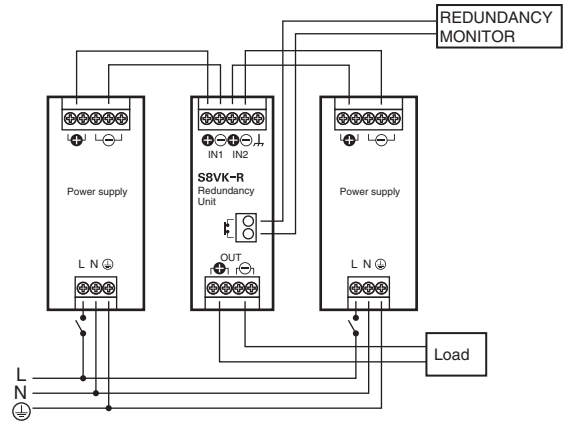 REDUNDANCY
MONITOR
IN1 IN2
S8VK-R
Redundancy
Unit
Power supply
Power supply
OUT
L N
L N
Load
L
N